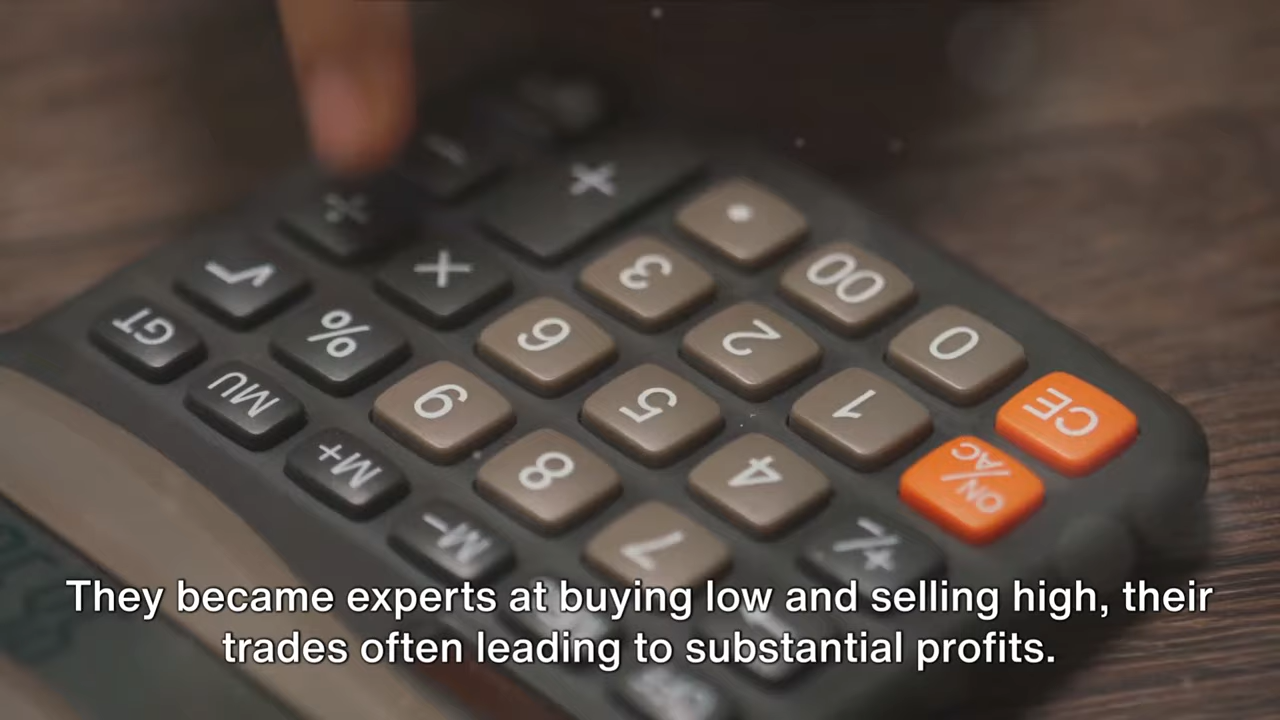 GT
√
÷
−
MU
%
×
+
M+
9
6
3
.
M−
8
5
2
00
7
4
1
0
+/−
ON/AC
CE
They became experts at buying low and selling high, their
trades often leading to substantial profits.